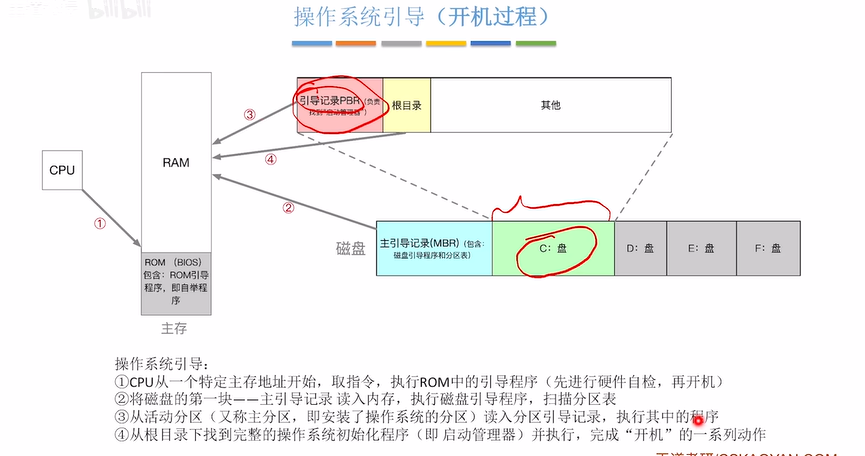 bilibili
操作系统引导（开机过程）
引导记录PBR（负责找到“启动管理器”）
根目录
其他
③
④
CPU
RAM
①
②
磁盘
主引导记录(MBR)（包含：
磁盘引导程序和分区表）
C：盘
D：盘
E：盘
F：盘
ROM （BIOS）
包含：ROM引导
程序，即自举程
序
主存
操作系统引导：
①CPU从一个特定主存地址开始，取指令，执行ROM中的引导程序（先进行硬件自检，再开机）
②将磁盘的第一块——主引导记录 读入内存，执行磁盘引导程序，扫描分区表
③从活动分区（又称主分区，即安装了操作系统的分区）读入分区引导记录，执行其中的程序
④从根目录下找到完整的操作系统初始化程序（即 启动管理器）并执行，完成“开机”的一系列动作